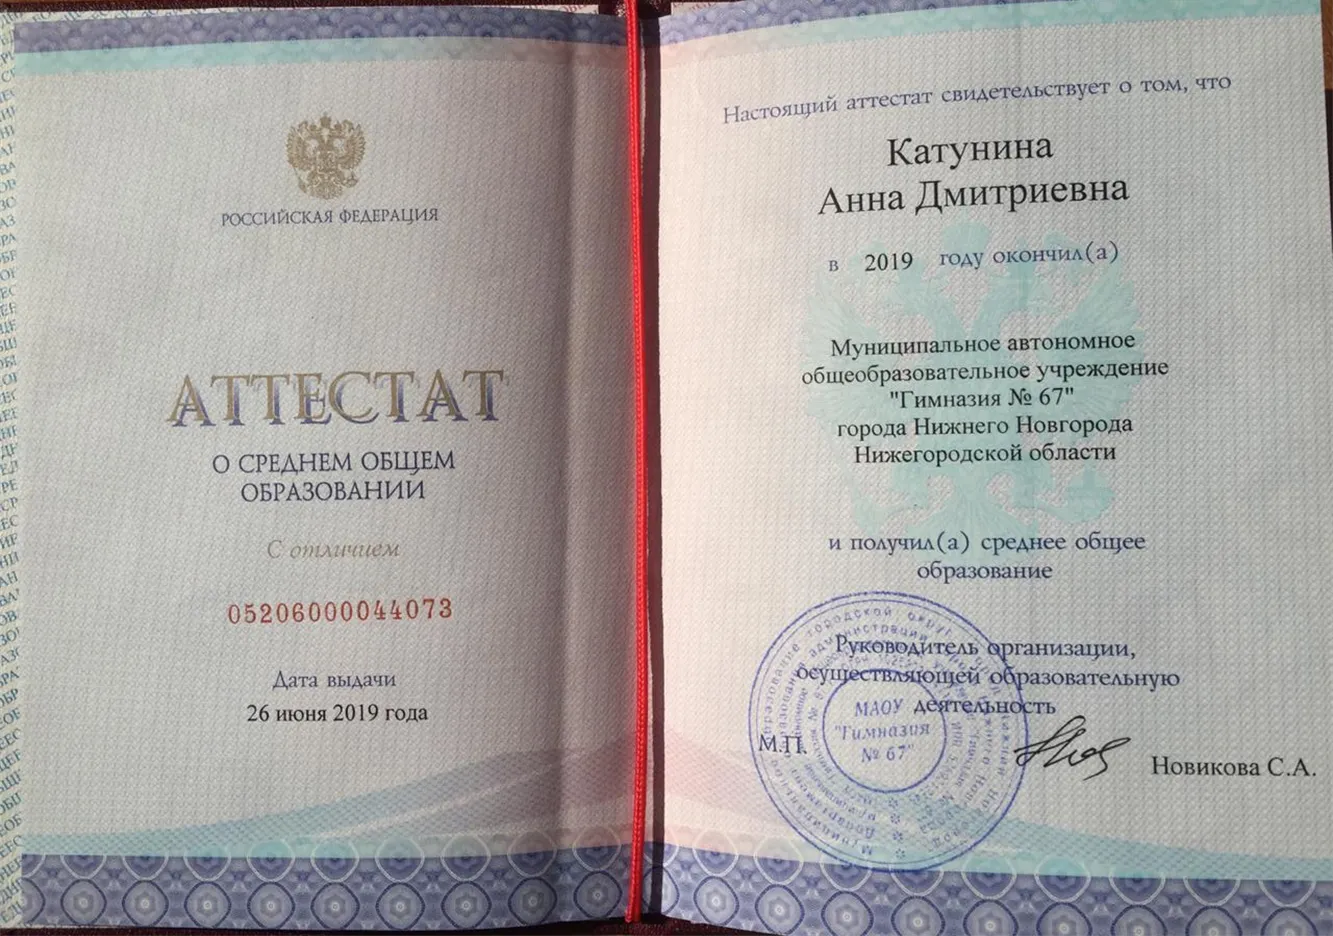 РОССИЙСКАЯ ФЕДЕРАЦИЯ
АТТЕСТАТ
О СРЕДНЕМ ОБЩЕМ
ОБРАЗОВАНИИ
С отличием
05206000044073
Дата выдачи
26 июня 2019 года
Настоящий аттестат свидетельствует о том, что
Катунина
Анна Дмитриевна
в 2019 году окончил(а)
Муниципальное автономное
общеобразовательное учреждение
"Гимназия № 67"
города Нижнего Новгорода
Нижегородской области
и получил(а) среднее общее
образование
Руководитель организации,
осуществляющей образовательную
деятельность
МАОУ
"Гимназия
№ 67"
М.П.
Новикова С.А.